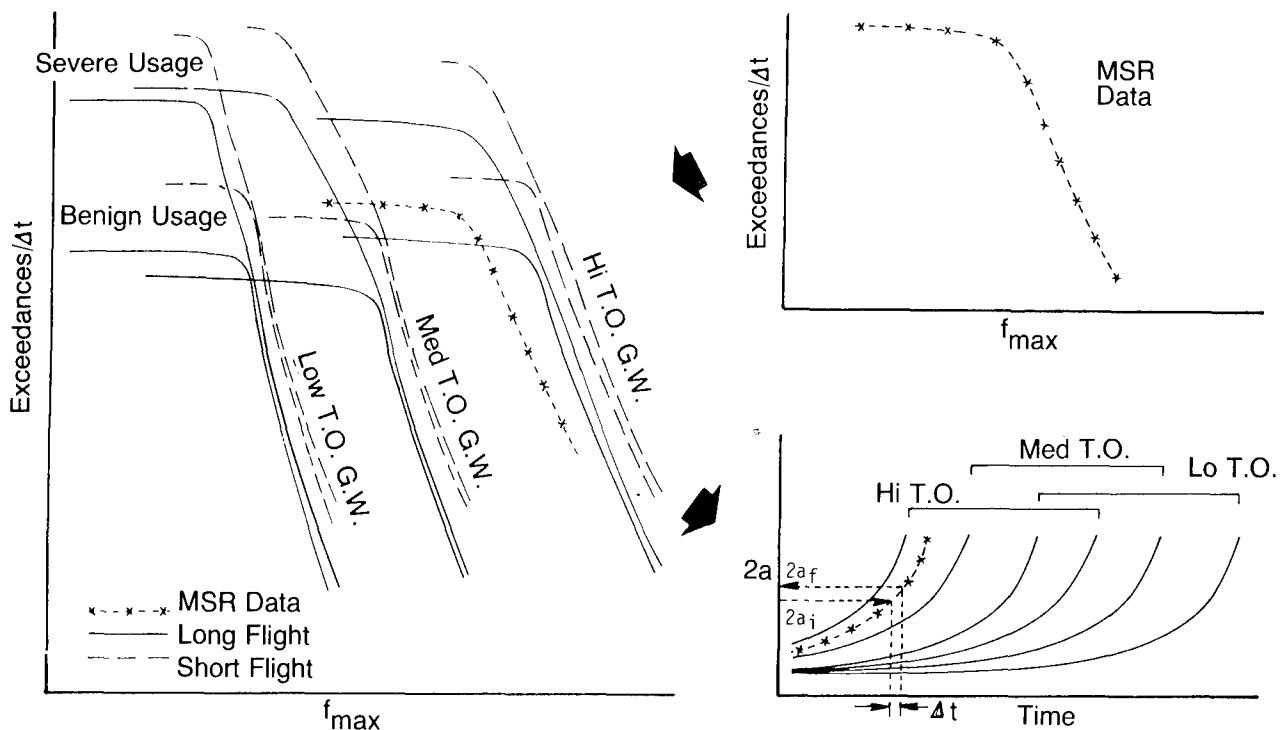 Severe Usage
Benign Usage
Exceedances/Δt
Low T.O. G.W.
Med T.O. G.W.
Hi T.O. G.W.
MSR Data
Long Flight
Short Flight
f_max
Exceedances/Δt
MSR
Data
f_max
Med T.O.
Lo T.O.
Hi T.O.
2a
2a_f
2a_i
Δt
Time